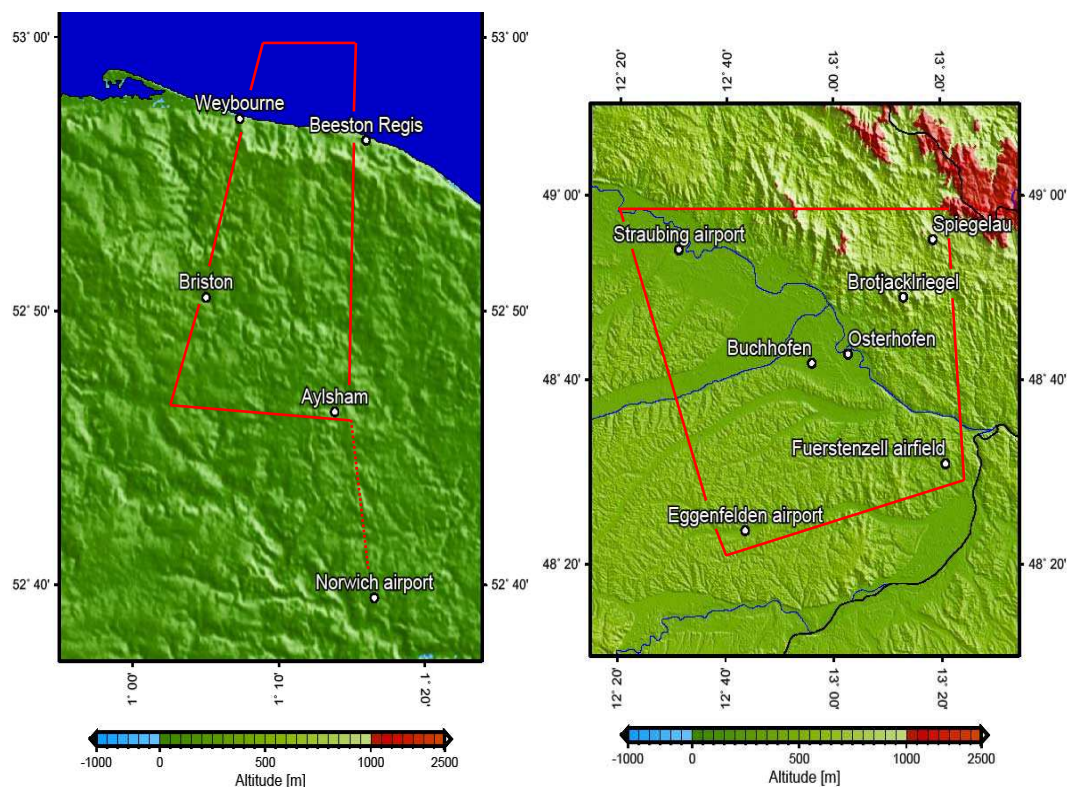 53° 00'
53° 00'
Weybourne
Beeston Regis
Briston
52° 50'
52° 50'
Aylsham
52° 40'
52° 40'
Norwich airport
1° 00'
1° 10'
1° 20'
-1000 0 500 1000 2500
Altitude [m]
12° 20'
12° 40'
13° 00'
13° 20'
49° 00'
49° 00'
Spiegelau
Straubing airport
Brotjacklriegel
Osterhofen
Buchhofen
48° 40'
48° 40'
Fuerstenzell airfield
Eggenfelden airport
48° 20'
48° 20'
12° 20'
12° 40'
13° 00'
13° 20'
-1000 0 500 1000 2500
Altitude [m]